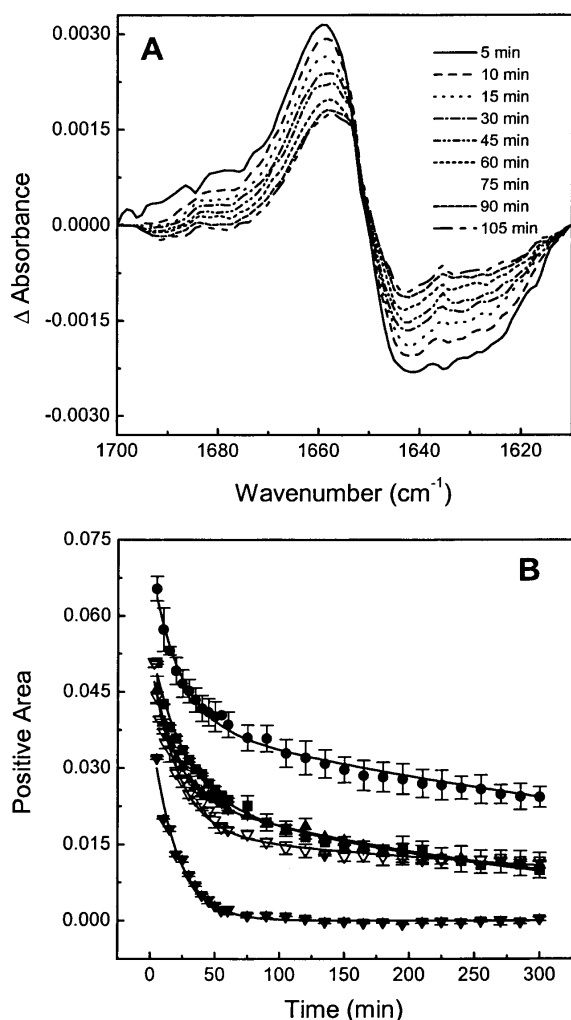 A
0.0030
0.0015
0.0000
-0.0015
-0.0030
Δ Absorbance
5 min
10 min
15 min
30 min
45 min
60 min
75 min
90 min
105 min
1700
1680
1660
1640
1620
Wavenumber (cm⁻¹)
B
0.075
0.060
0.045
0.030
0.015
0.000
Positive Area
0
50
100
150
200
250
300
Time (min)